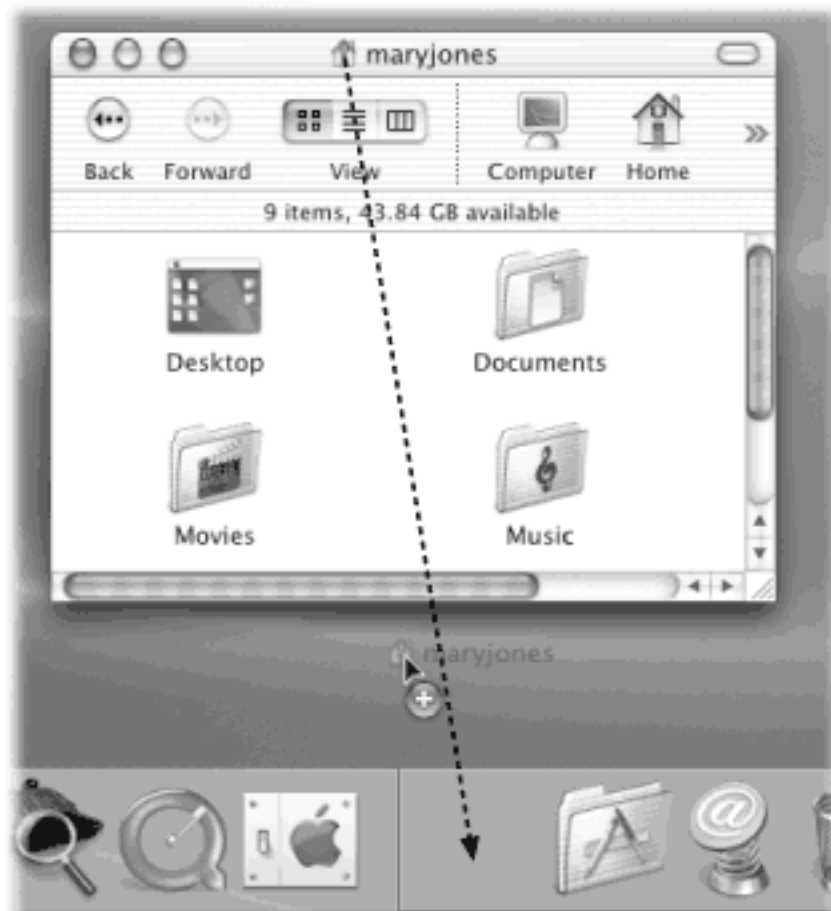 maryjones
Back Forward View Computer Home
9 items, 43.84 GB available
Desktop Documents
Movies Music
maryjones